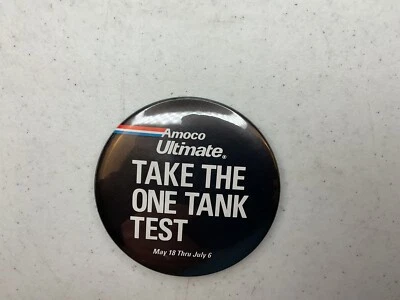 Amoco
Ultimate®
TAKE THE
ONE TANK
TEST
May 18 Thru July 6